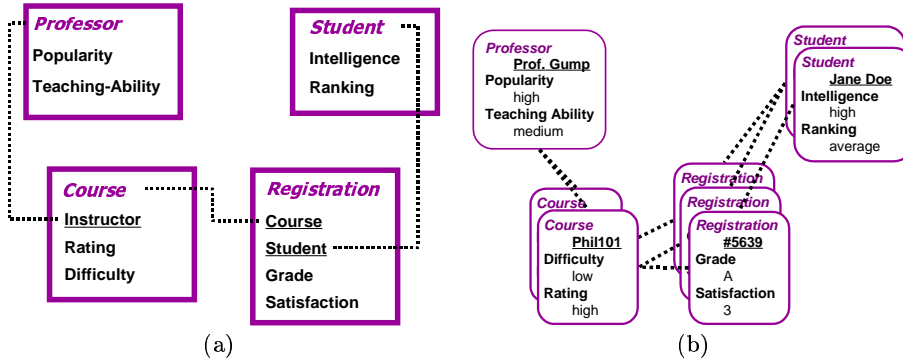 Professor
Popularity
Teaching-Ability
Student
Intelligence
Ranking
Course
Instructor
Rating
Difficulty
Registration
Course
Student
Grade
Satisfaction
(a)
Professor
Prof. Gump
Popularity
high
Teaching Ability
medium
Student
Student
Jane Doe
Intelligence
high
Ranking
average
Course
Course
Phil101
Difficulty
low
Rating
high
Registration
Registration
Registration
#5639
Grade
A
Satisfaction
3
(b)